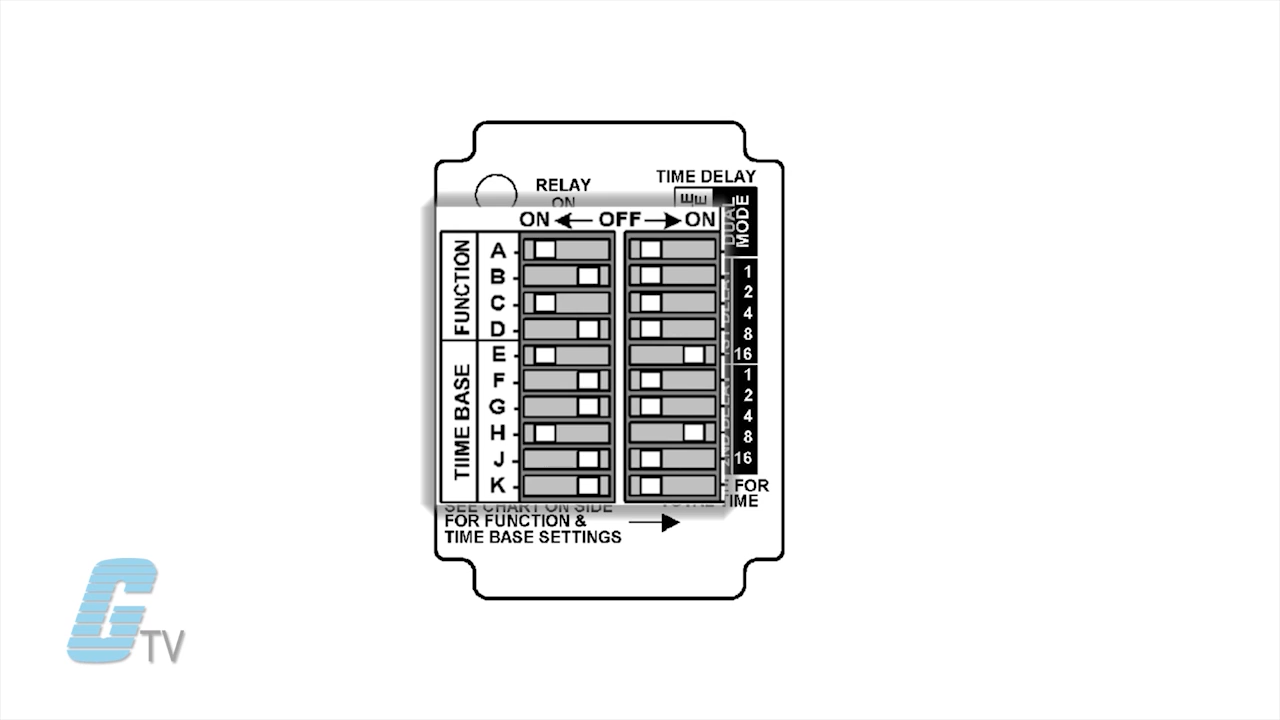 RELAY
ON
TIME DELAY
ON OFF ON
DUAL
MODE
FUNCTION
A
B
C
D
TIIME BASE
E
F
G
H
J
K
1
2
4
8
16
1
2
4
8
16
FOR
TIME
SEE CHART ON SIDE
FOR FUNCTION &
TIME BASE SETTINGS
G
TV